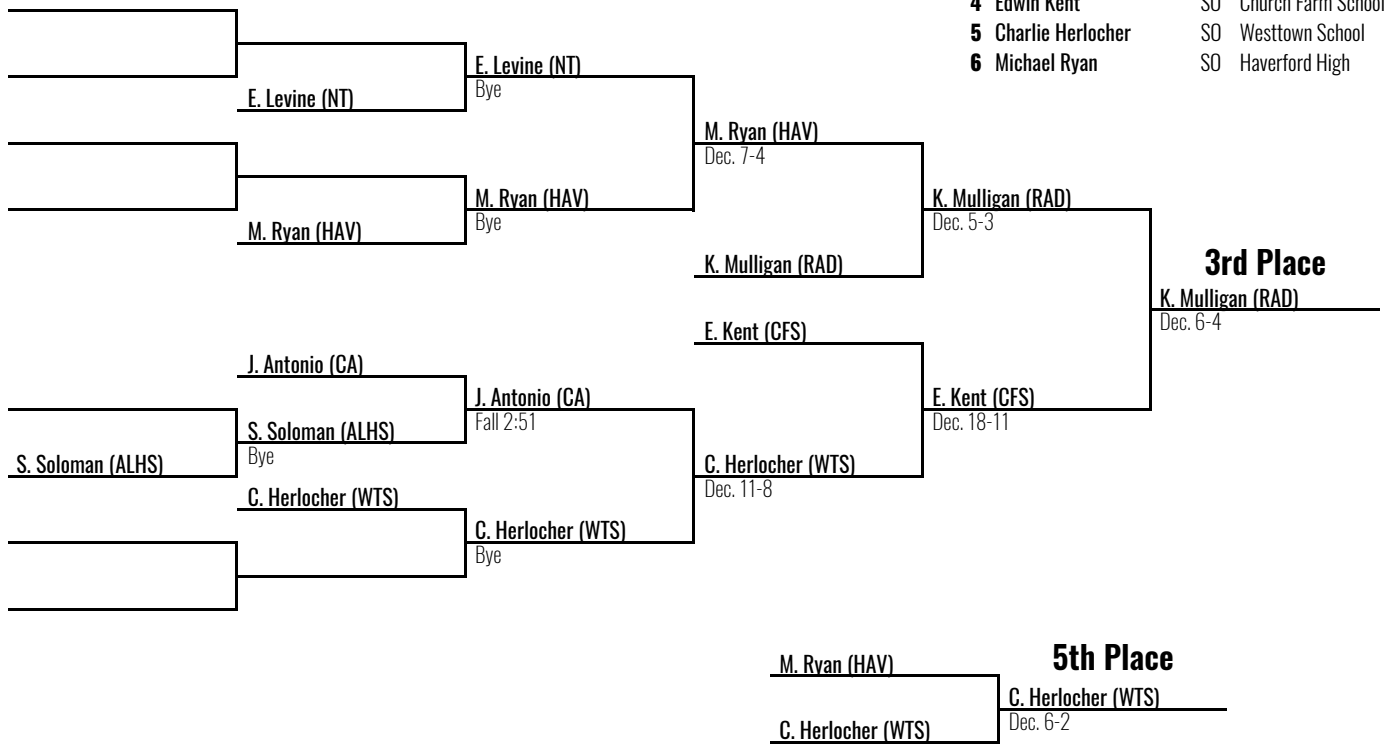 4 Edwin Kent SO Church Farm School
5 Charlie Herlocher SO Westtown School
6 Michael Ryan SO Haverford High
E. Levine (NT)
E. Levine (NT)
Bye
M. Ryan (HAV)
Dec. 7-4
M. Ryan (HAV)
M. Ryan (HAV)
Bye
K. Mulligan (RAD)
K. Mulligan (RAD)
Dec. 5-3
3rd Place
K. Mulligan (RAD)
Dec. 6-4
E. Kent (CFS)
J. Antonio (CA)
J. Antonio (CA)
Fall 2:51
E. Kent (CFS)
Dec. 18-11
S. Soloman (ALHS)
S. Soloman (ALHS)
Bye
C. Herlocher (WTS)
Dec. 11-8
C. Herlocher (WTS)
C. Herlocher (WTS)
Bye
5th Place
M. Ryan (HAV)
C. Herlocher (WTS)
C. Herlocher (WTS)
Dec. 6-2